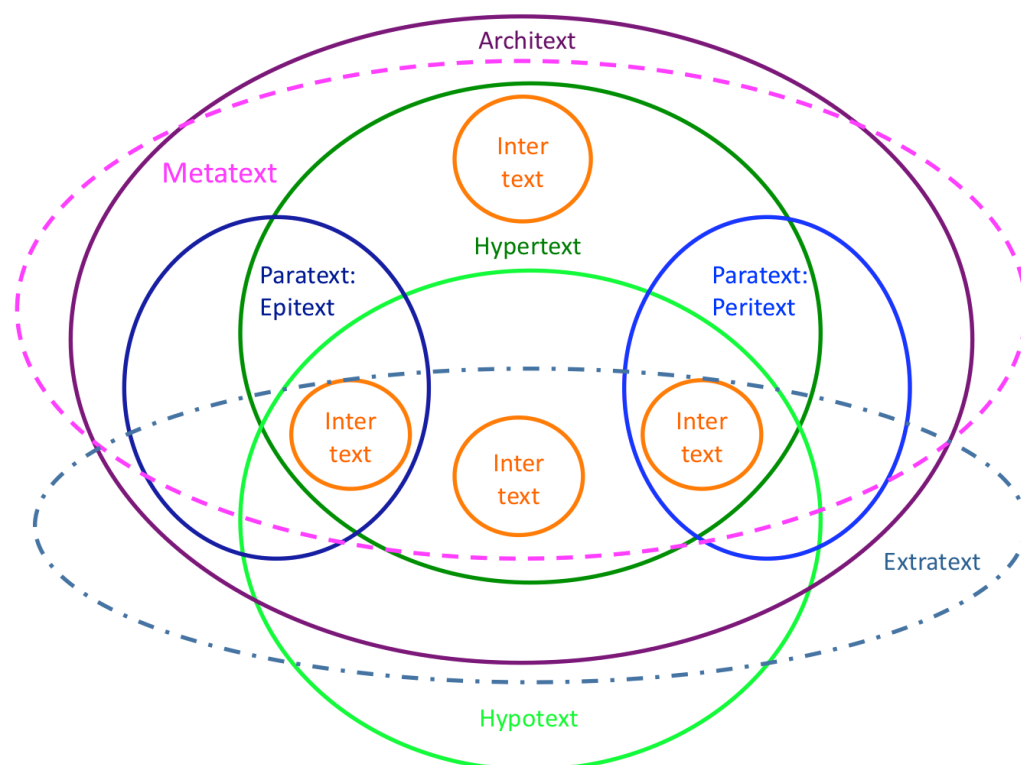 Architext
Inter
text
Metatext
Hypertext
Paratext:
Epitext
Paratext:
Peritext
Inter
text
Inter
text
Inter
text
Extratext
Hypotext